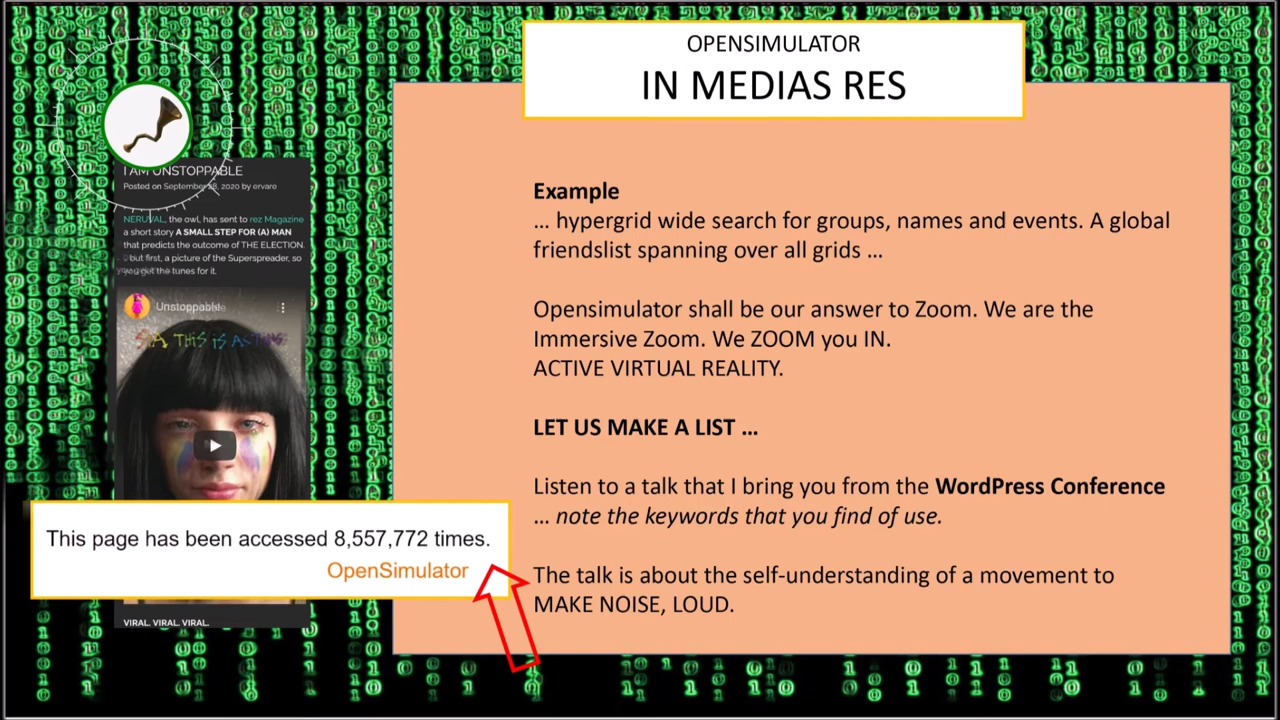 OPENSIMULATOR
IN MEDIAS RES
I AM UNSTOPPABLE
Posted on September 28, 2020 by ervare
NERUVAL, the owl, has sent to rez Magazine
a short story A SMALL STEP FOR (A) MAN
that predicts the outcome of THE ELECTION.
but first, a picture of the Superspreader, so
you get the tunes for it.
Unstoppable
THIS IS ACTING
VIRAL. VIRAL. VIRAL.
This page has been accessed 8,557,772 times.
OpenSimulator
Example
… hypergrid wide search for groups, names and events. A global
friendslist spanning over all grids …
Opensimulator shall be our answer to Zoom. We are the
Immersive Zoom. We ZOOM you IN.
ACTIVE VIRTUAL REALITY.
LET US MAKE A LIST …
Listen to a talk that I bring you from the WordPress Conference
… note the keywords that you find of use.
The talk is about the self-understanding of a movement to
MAKE NOISE, LOUD.